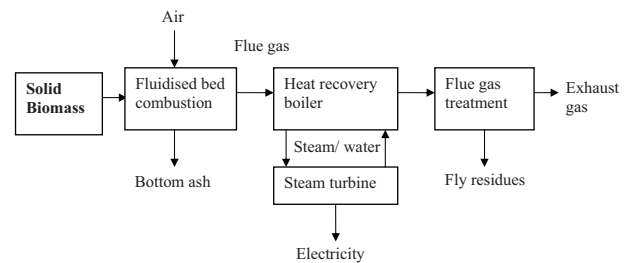 Air
Flue gas
Solid
Biomass
Fluidised bed
combustion
Heat recovery
boiler
Flue gas
treatment
Exhaust
gas
Steam/ water
Bottom ash
Steam turbine
Fly residues
Electricity